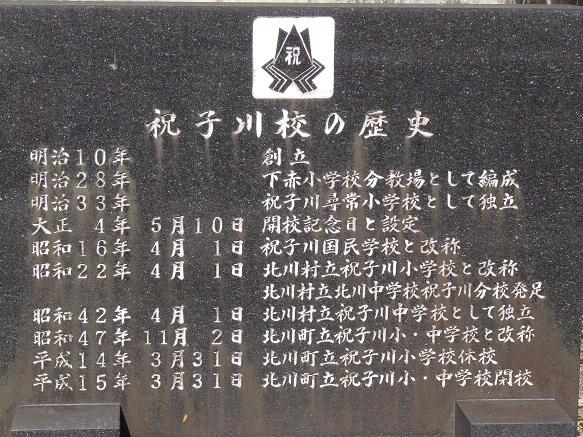 祝
祝子川校の歴史
明治10年 創立
明治28年 下赤小学校分教場として編成
明治33年 祝子川尋常小学校として独立
大正 4年 5月10日 開校記念日と設定
昭和16年 4月 1日 祝子川国民学校と改称
昭和22年 4月 1日 北川村立祝子川小学校と改称
北川村立北川中学校祝子川分校発足
昭和42年 4月 1日 北川村立祝子川中学校として独立
昭和47年 11月 2日 北川町立祝子川小・中学校と改称
平成14年 3月31日 北川町立祝子川小学校休校
平成15年 3月31日 北川町立祝子川小・中学校閉校